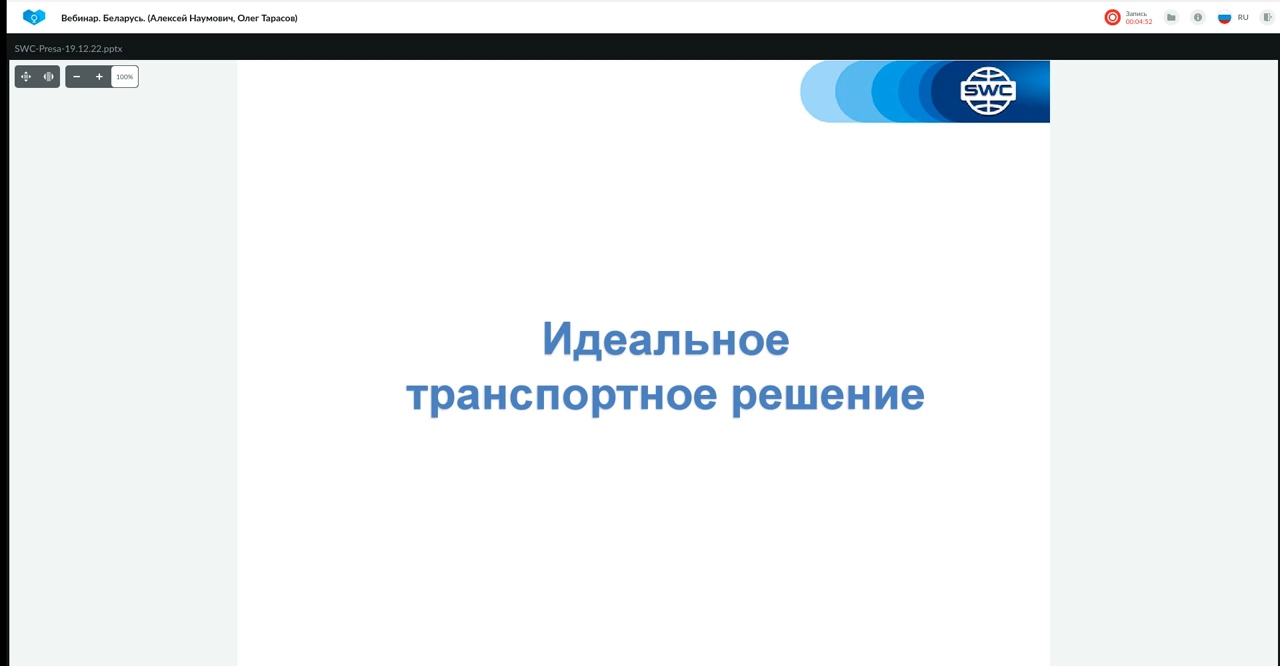 Вебинар. Беларусь. (Алексей Наумович, Олег Тарасов)
Запись
00:04:52
RU
SWC-Presa-19.12.22.pptx
100%
SWC
Идеальное
транспортное решение